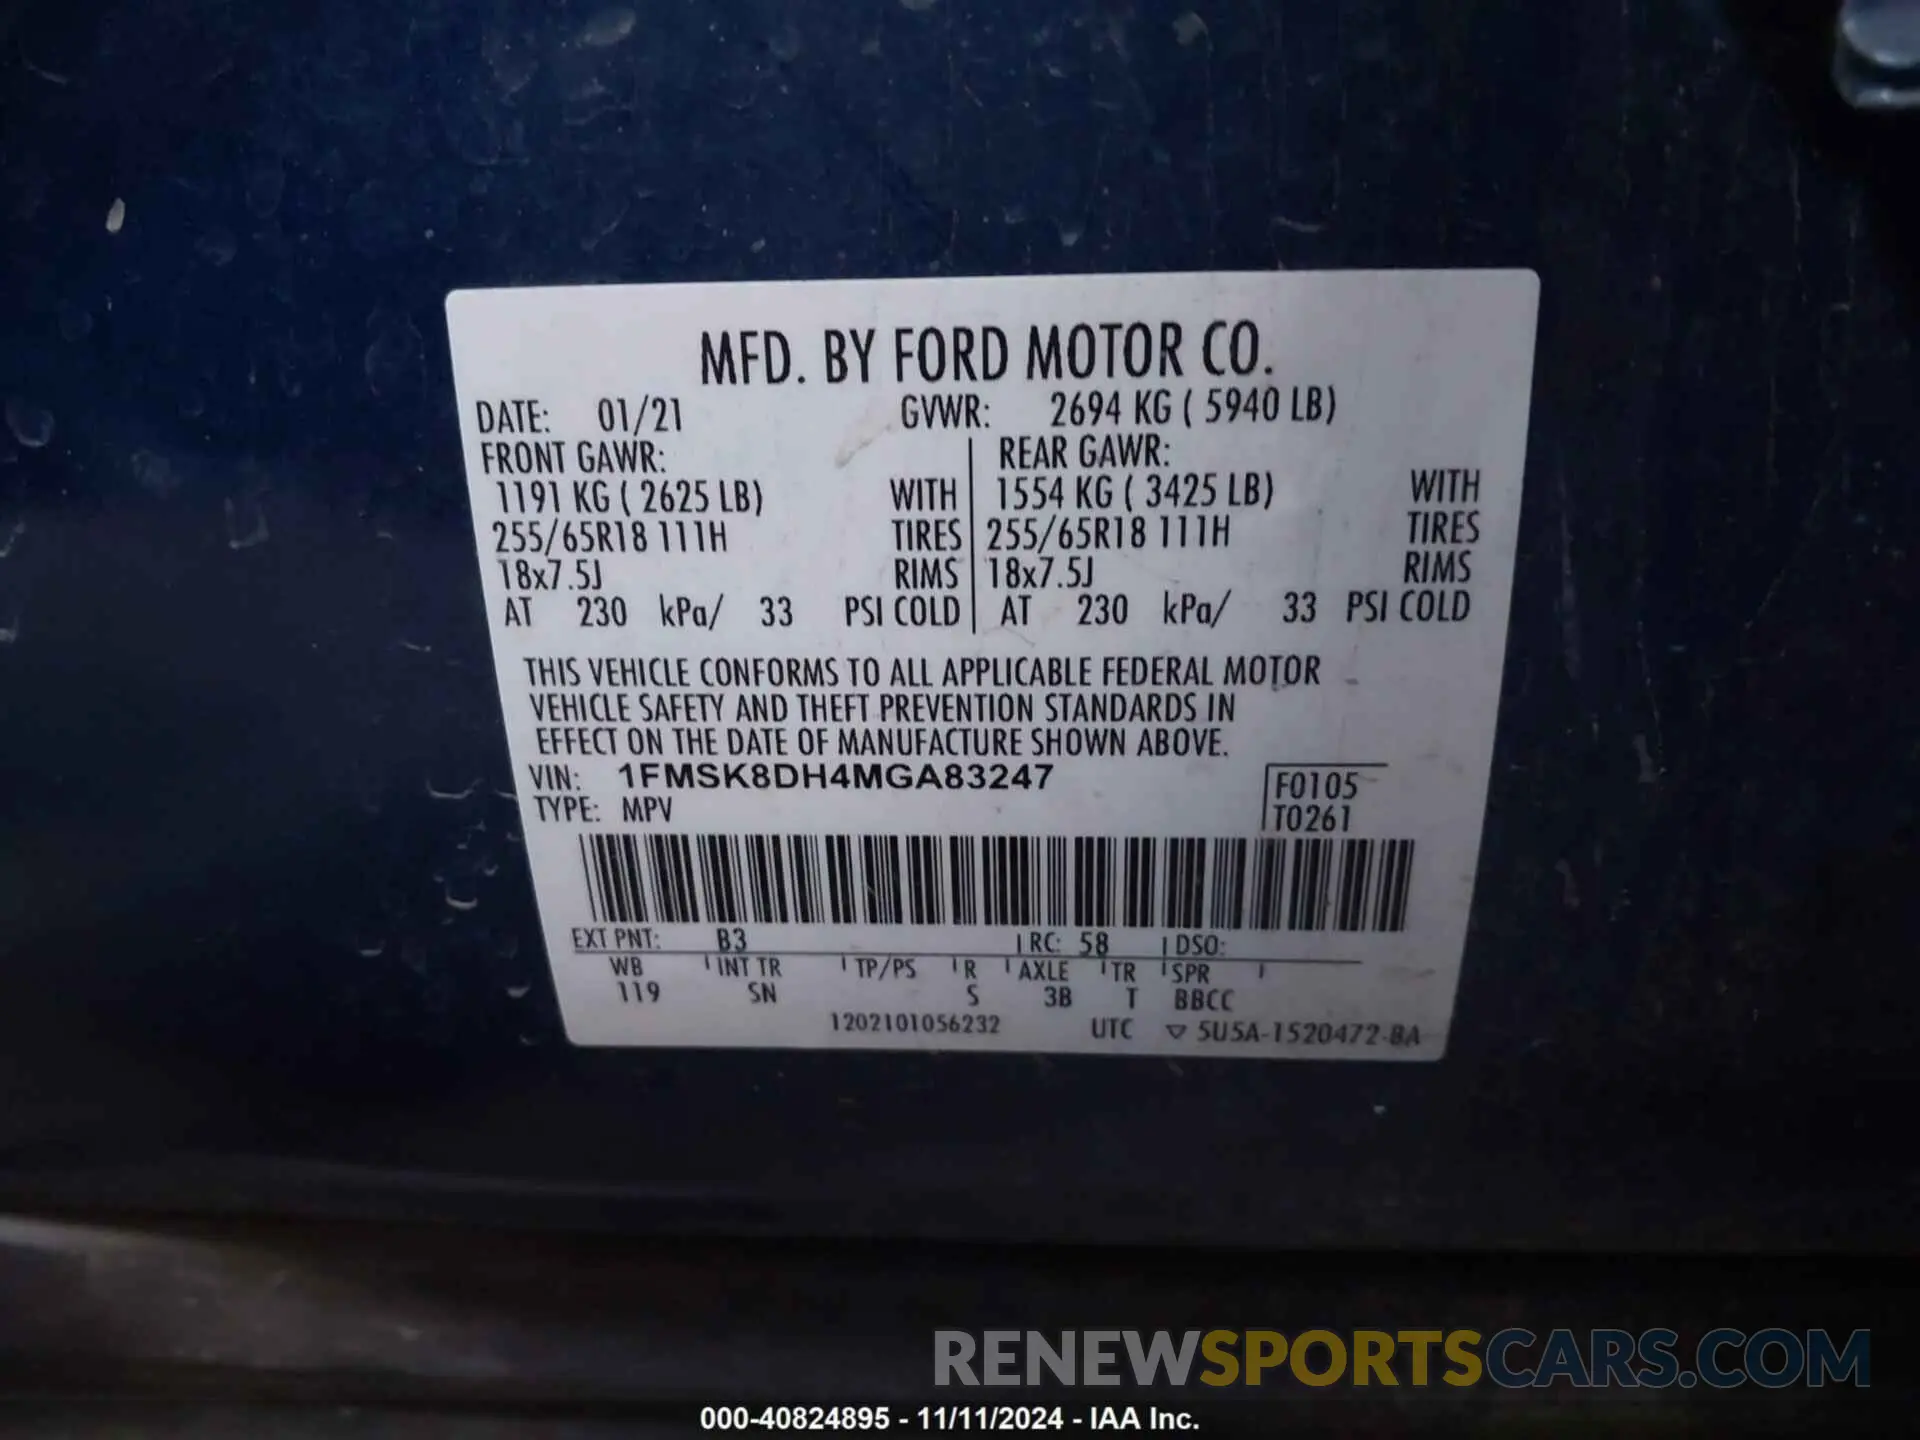 MFD. BY FORD MOTOR CO.
DATE: 01/21 GVWR: 2694 KG ( 5940 LB)
FRONT GAWR: REAR GAWR:
1191 KG ( 2625 LB) WITH 1554 KG ( 3425 LB) WITH
255/65R18 111H TIRES 255/65R18 111H TIRES
18x7.5J RIMS 18x7.5J RIMS
AT 230 kPa/ 33 PSI COLD AT 230 kPa/ 33 PSI COLD
THIS VEHICLE CONFORMS TO ALL APPLICABLE FEDERAL MOTOR
VEHICLE SAFETY AND THEFT PREVENTION STANDARDS IN
EFFECT ON THE DATE OF MANUFACTURE SHOWN ABOVE.
VIN: 1FMSK8DH4MGA83247 F0105
TYPE: MPV T0261
EXT PNT: B3 RC: 58 DSO:
WB INT TR TP/PS R AXLE TR SPR
119 SN S 3B T BBCC
1202101056232 UTC ▽ 5U5A-1520472-BA
RENEWSPORTSCARS.COM
000-40824895 - 11/11/2024 - IAA Inc.